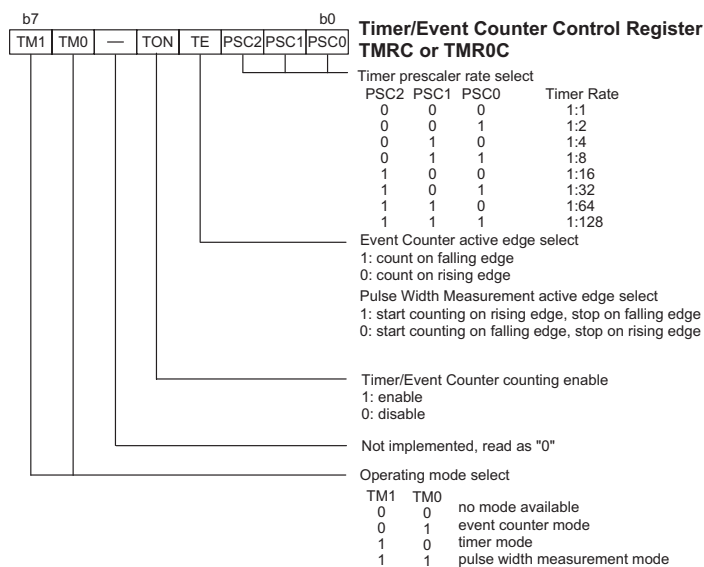 b7 b0
TM1 TM0 — TON TE PSC2 PSC1 PSC0
Timer/Event Counter Control Register
TMRC or TMR0C
Timer prescaler rate select
PSC2 PSC1 PSC0 Timer Rate
0 0 0 1:1
0 0 1 1:2
0 1 0 1:4
0 1 1 1:8
1 0 0 1:16
1 0 1 1:32
1 1 0 1:64
1 1 1 1:128
Event Counter active edge select
1: count on falling edge
0: count on rising edge
Pulse Width Measurement active edge select
1: start counting on rising edge, stop on falling edge
0: start counting on falling edge, stop on rising edge
Timer/Event Counter counting enable
1: enable
0: disable
Not implemented, read as "0"
Operating mode select
TM1 TM0
0 0 no mode available
0 1 event counter mode
1 0 timer mode
1 1 pulse width measurement mode